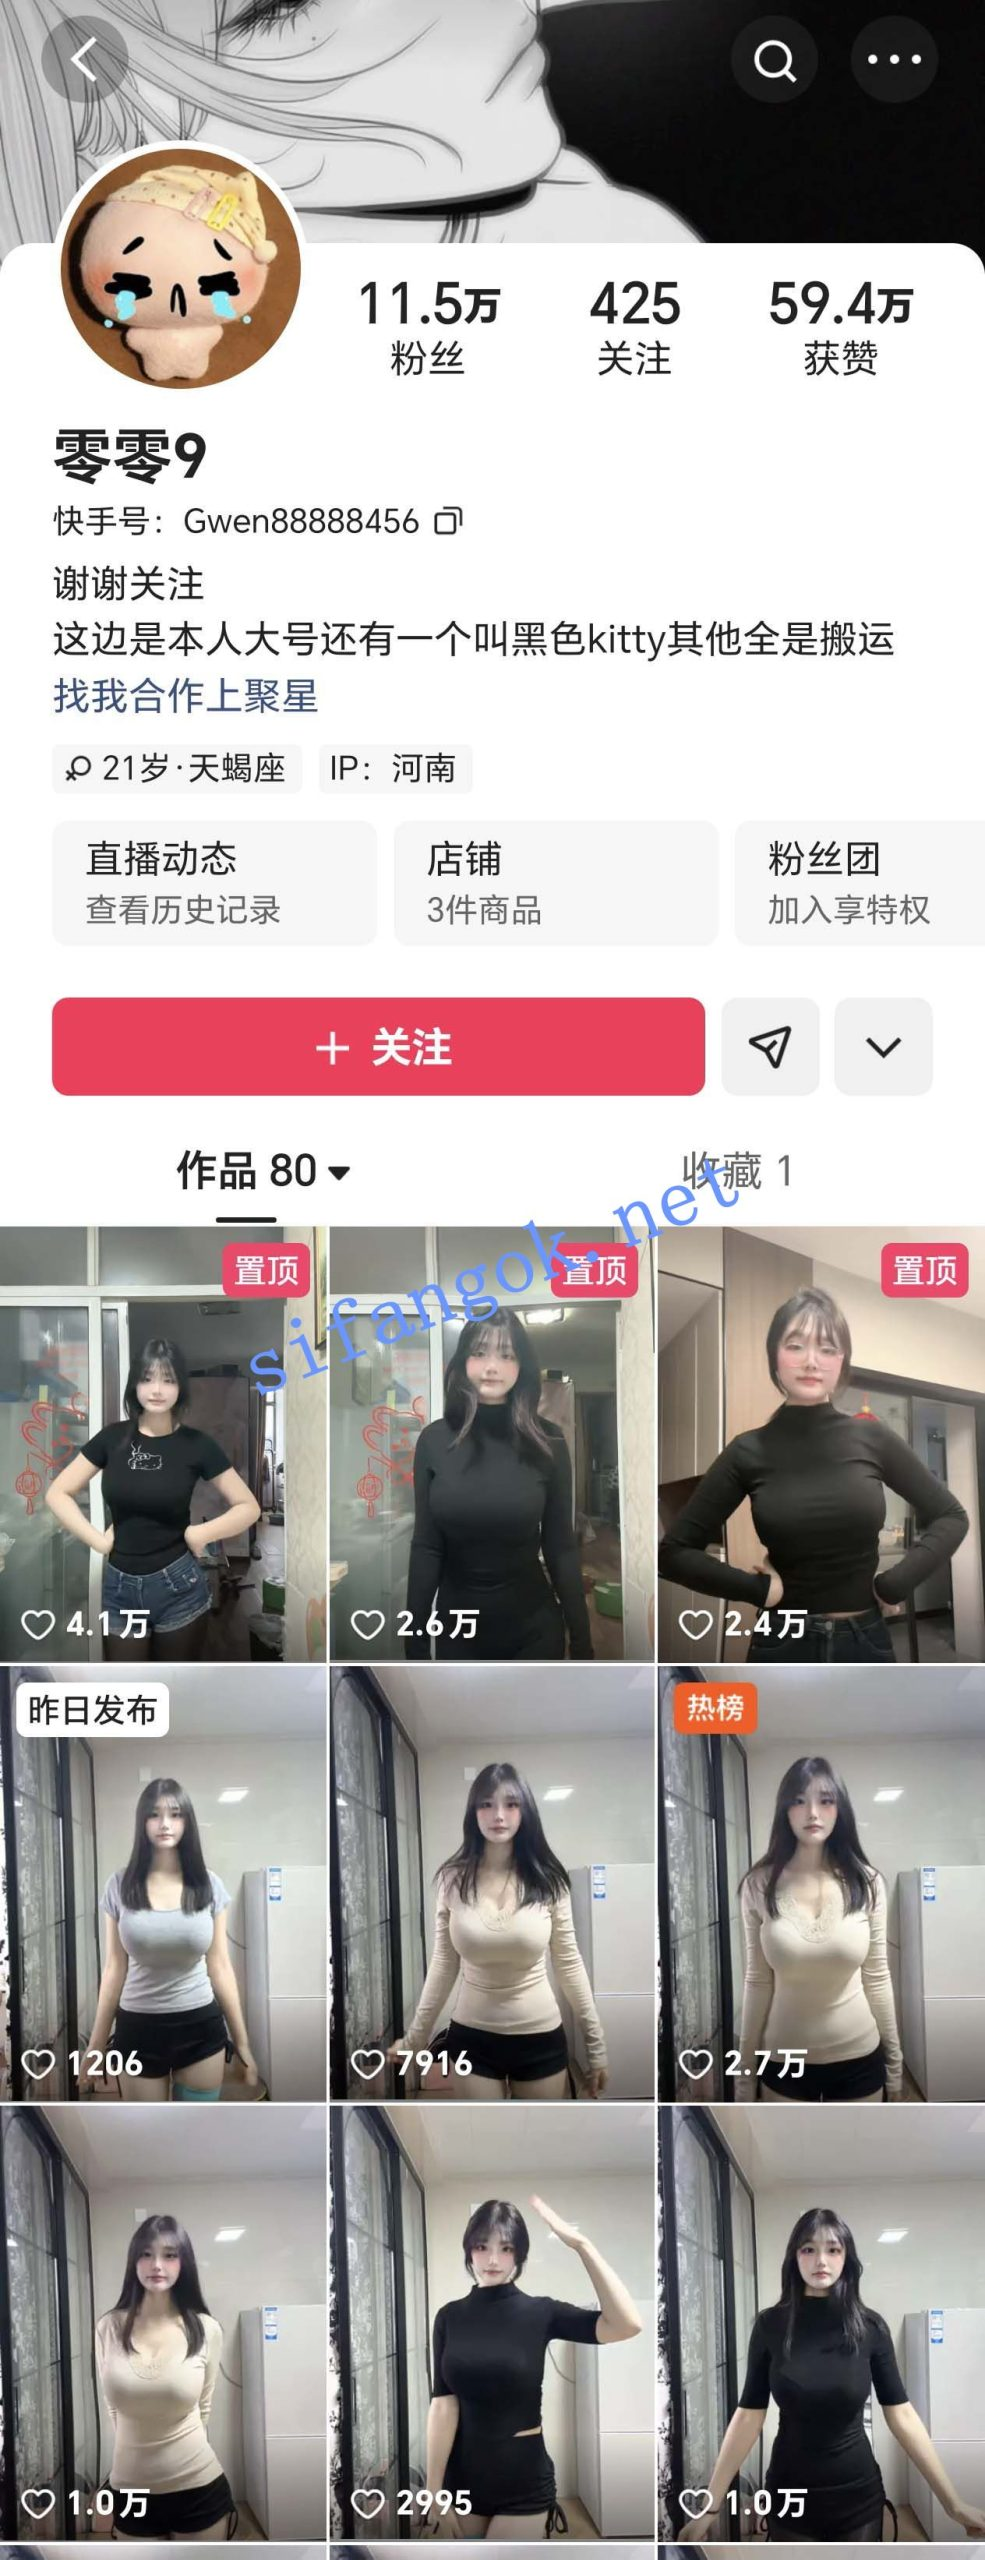 11.5万 425 59.4万
粉丝 关注 获赞
零零9
快手号：Gwen88888456
谢谢关注
这边是本人大号还有一个叫黑色kitty其他全是搬运
找我合作上聚星
21岁·天蝎座 IP：河南
直播动态 店铺 粉丝团
查看历史记录 3件商品 加入享特权
+ 关注
作品 80 收藏 1
sifangok.net
置顶 置顶 置顶
4.1万 2.6万 2.4万
昨日发布 热榜
1206 7916 2.7万
1.0万 2995 1.0万